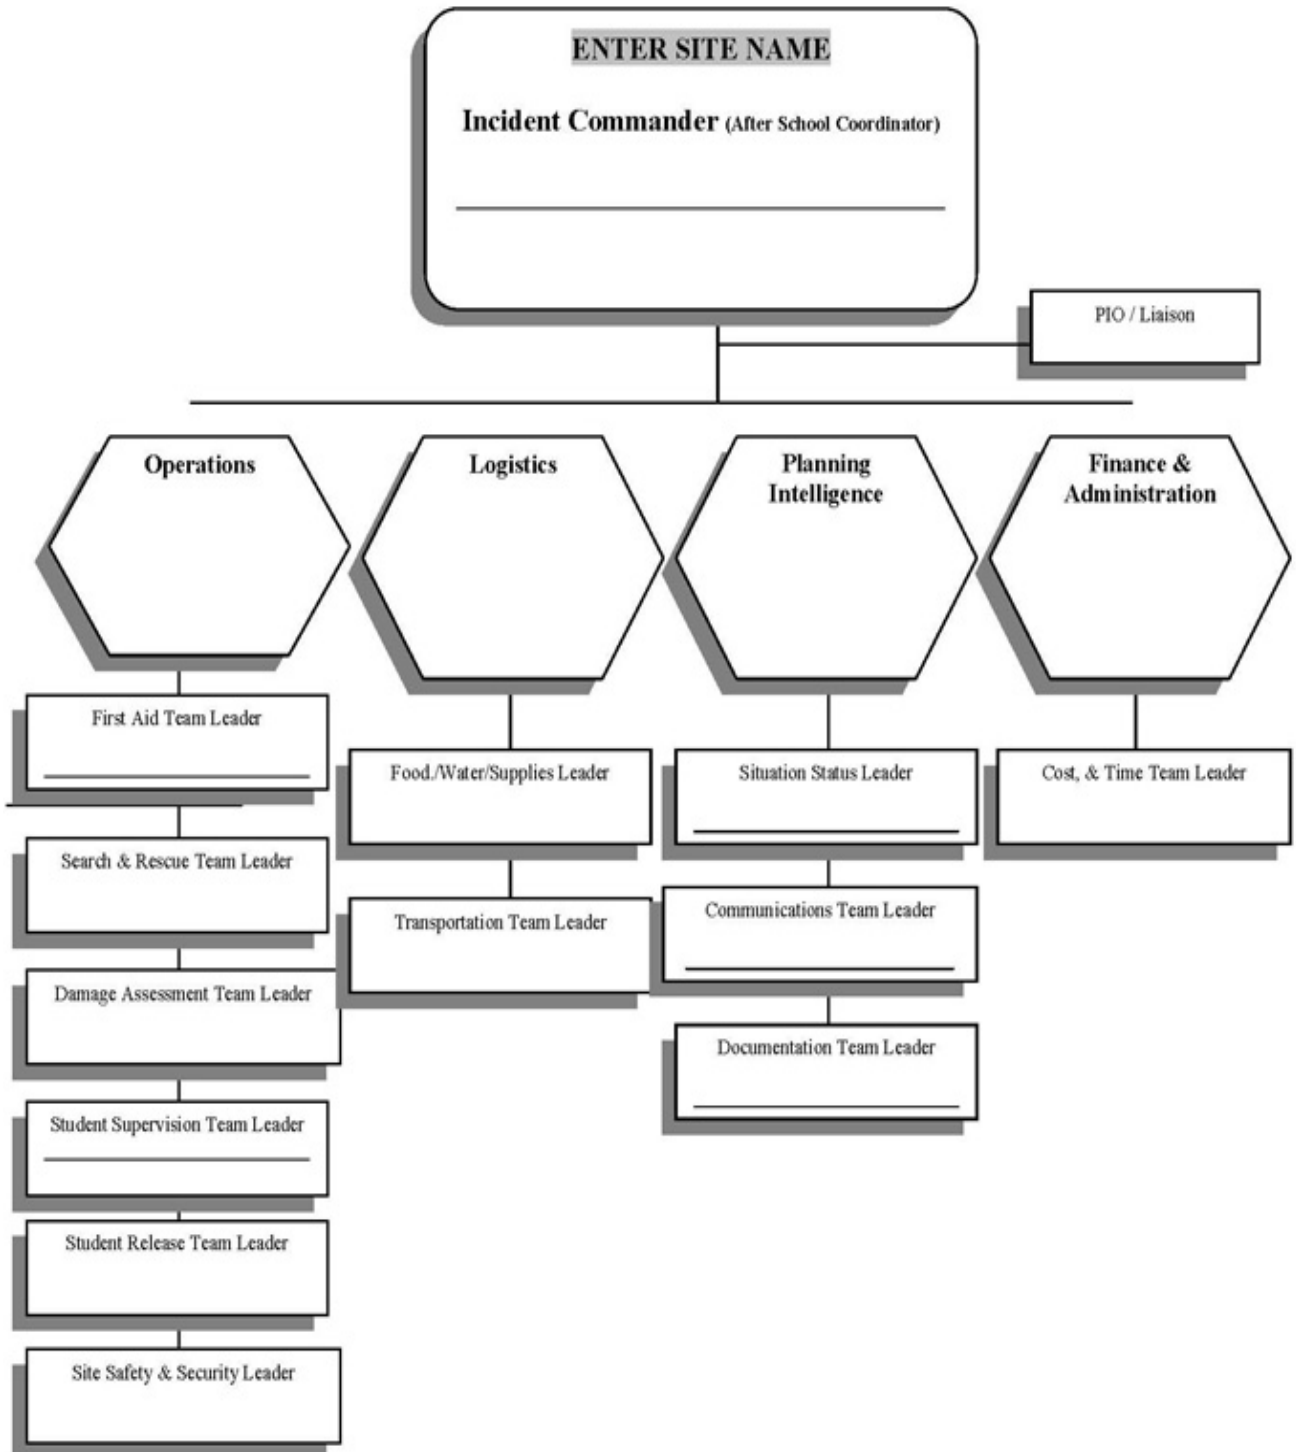 ENTER SITE NAME
Incident Commander (After School Coordinator)
PIO / Liaison
Operations
Logistics
Planning
Intelligence
Finance &
Administration
First Aid Team Leader
Search & Rescue Team Leader
Damage Assessment Team Leader
Student Supervision Team Leader
Student Release Team Leader
Site Safety & Security Leader
Food./Water/Supplies Leader
Transportation Team Leader
Situation Status Leader
Communications Team Leader
Documentation Team Leader
Cost, & Time Team Leader